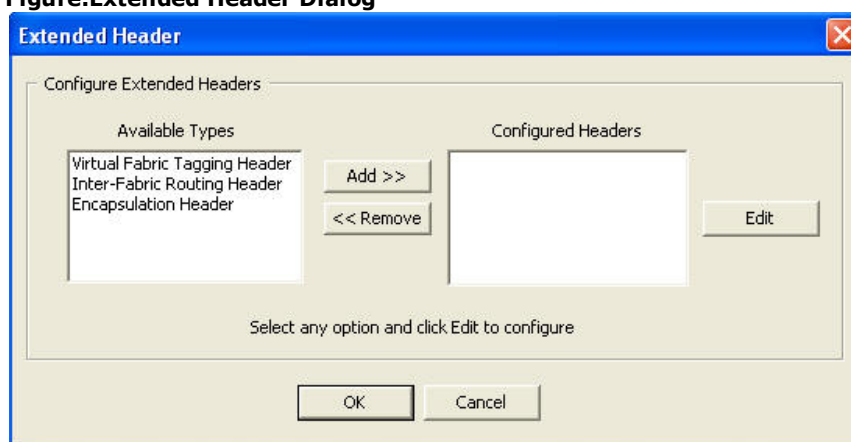 Figure:Extended Header Dialog
Extended Header
Configure Extended Headers
Available Types
Configured Headers
Virtual Fabric Tagging Header
Inter-Fabric Routing Header
Encapsulation Header
Add >>
<< Remove
Edit
Select any option and click Edit to configure
OK
Cancel